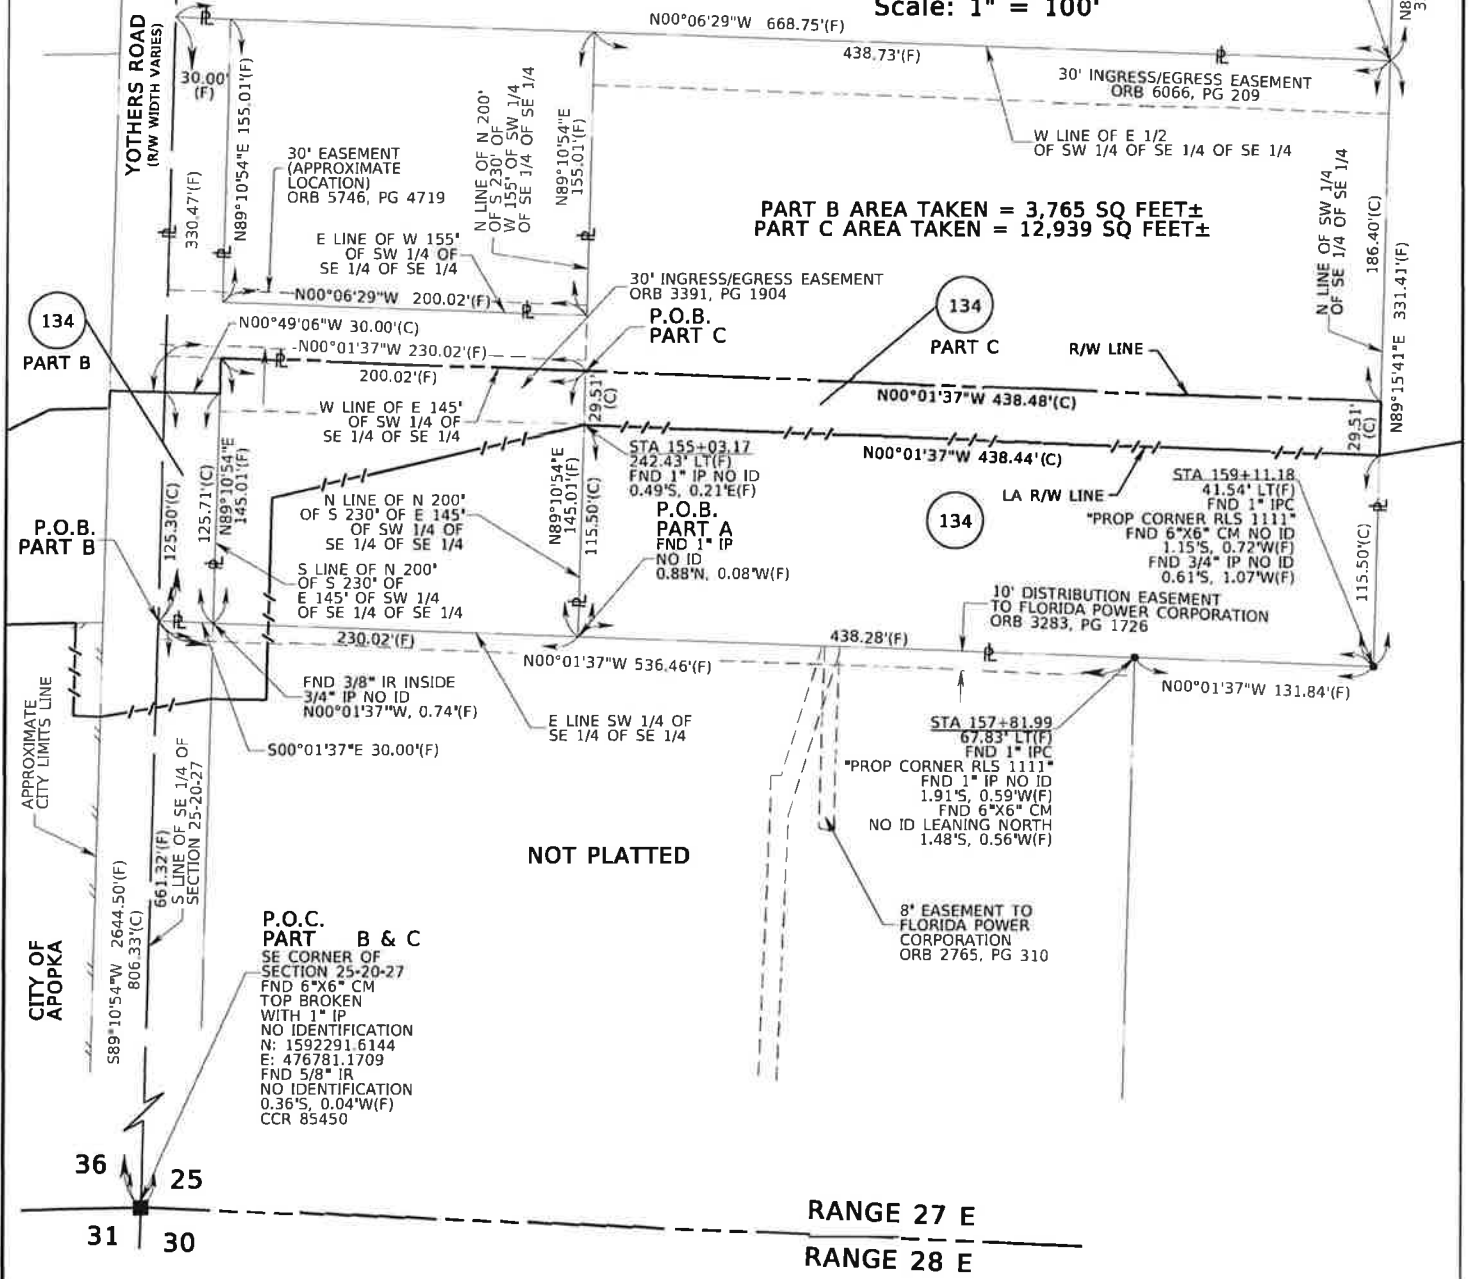 Scale: 1" = 100'
N00°06'29"W 668.75'(F)
438.73'(F)
YOTHERS ROAD
(R/W WIDTH VARIES)
30.00'
(F)
N89°10'54"E 155.01'(F)
330.47'(F)
30' EASEMENT
(APPROXIMATE
LOCATION)
ORB 5746, PG 4719
N LINE OF N 200'
OF S 230' OF
W 155' OF SW 1/4
OF SE 1/4 OF SE 1/4
N89°10'54"E
155.01'(F)
30' INGRESS/EGRESS EASEMENT
ORB 6066, PG 209
W LINE OF E 1/2
OF SW 1/4 OF SE 1/4 OF SE 1/4
PART B AREA TAKEN = 3,765 SQ FEET±
PART C AREA TAKEN = 12,939 SQ FEET±
N LINE OF SW 1/4
OF SE 1/4 OF SE 1/4
186.40'(C)
N89°15'41"E 331.41'(F)
E LINE OF W 155'
OF SW 1/4 OF
SE 1/4 OF SE 1/4
N00°06'29"W 200.02'(F)
30' INGRESS/EGRESS EASEMENT
ORB 3391, PG 1904
P.O.B.
PART C
134
PART C
R/W LINE
134
PART B
N00°49'06"W 30.00'(C)
N00°01'37"W 230.02'(F)
200.02'(F)
N00°01'37"W 438.48'(C)
29.51'
(C)
29.51'
(C)
W LINE OF E 145'
OF SW 1/4 OF
SE 1/4 OF SE 1/4
N00°01'37"W 438.44'(C)
LA R/W LINE
STA 155+03.17
242.43' LT(F)
FND 1" IP NO ID
0.49'S, 0.21'E(F)
STA 159+11.18
41.54' LT(F)
FND 1" IPC
"PROP CORNER RLS 1111"
FND 6"X6" CM NO ID
1.15'S, 0.72'W(F)
FND 3/4" IP NO ID
0.61'S, 1.07'W(F)
115.50'(C)
134
P.O.B.
PART A
FND 1" IP
NO ID
0.88'N, 0.08'W(F)
N89°10'54"E
145.01'(F)
115.50'(C)
N LINE OF N 200'
OF S 230' OF E 145'
OF SW 1/4 OF
SE 1/4 OF SE 1/4
P.O.B.
PART B
125.30'(C)
125.71'(C)
N89°10'54"E
145.01'(F)
S LINE OF N 200'
OF S 230' OF
E 145' OF SW 1/4
OF SE 1/4 OF SE 1/4
10' DISTRIBUTION EASEMENT
TO FLORIDA POWER CORPORATION
ORB 3283, PG 1726
230.02'(F)
438.28'(F)
N00°01'37"W 536.46'(F)
N00°01'37"W 131.84'(F)
FND 3/8" IR INSIDE
3/4" IP NO ID
N00°01'37"W, 0.74'(F)
E LINE SW 1/4 OF
SE 1/4 OF SE 1/4
S00°01'37"E 30.00'(F)
STA 157+81.99
67.83' LT(F)
FND 1" IPC
"PROP CORNER RLS 1111"
FND 1" IP NO ID
1.91'S, 0.59'W(F)
FND 6"X6" CM
NO ID LEANING NORTH
1.48'S, 0.56'W(F)
APPROXIMATE
CITY LIMITS LINE
661.32'(F)
S LINE OF SE 1/4 OF
SECTION 25-20-27
NOT PLATTED
8' EASEMENT TO
FLORIDA POWER
CORPORATION
ORB 2765, PG 310
CITY OF
APOPKA
S89°10'54"W 2644.50'(F)
806.33'(C)
P.O.C.
PART B & C
SE CORNER OF
SECTION 25-20-27
FND 6"X6" CM
TOP BROKEN
WITH 1" IP
NO IDENTIFICATION
N: 1592291.6144
E: 476781.1709
FND 5/8" IR
NO IDENTIFICATION
0.36'S, 0.04'W(F)
CCR 85450
36
25
31
30
RANGE 27 E
RANGE 28 E